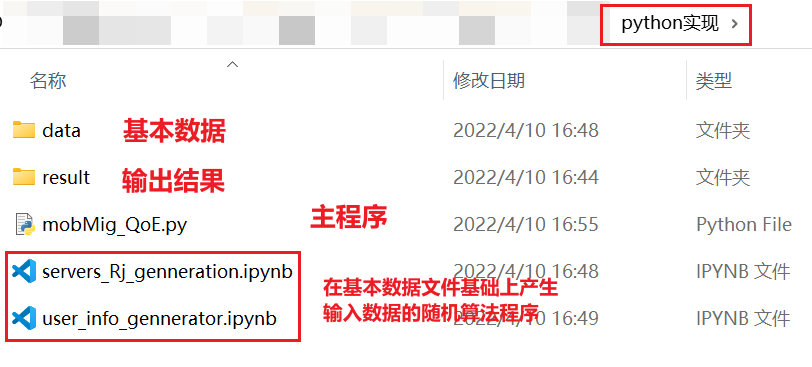 python实现
名称 修改日期 类型
data 基本数据 2022/4/10 16:48 文件夹
result 输出结果 2022/4/10 16:44 文件夹
mobMig_QoE.py 主程序 2022/4/10 16:55 Python File
servers_Rj_genneration.ipynb 2022/4/10 16:48 IPYNB 文件
在基本数据文件基础上产生
输入数据的随机算法程序
user_info_gennerator.ipynb 2022/4/10 16:49 IPYNB 文件